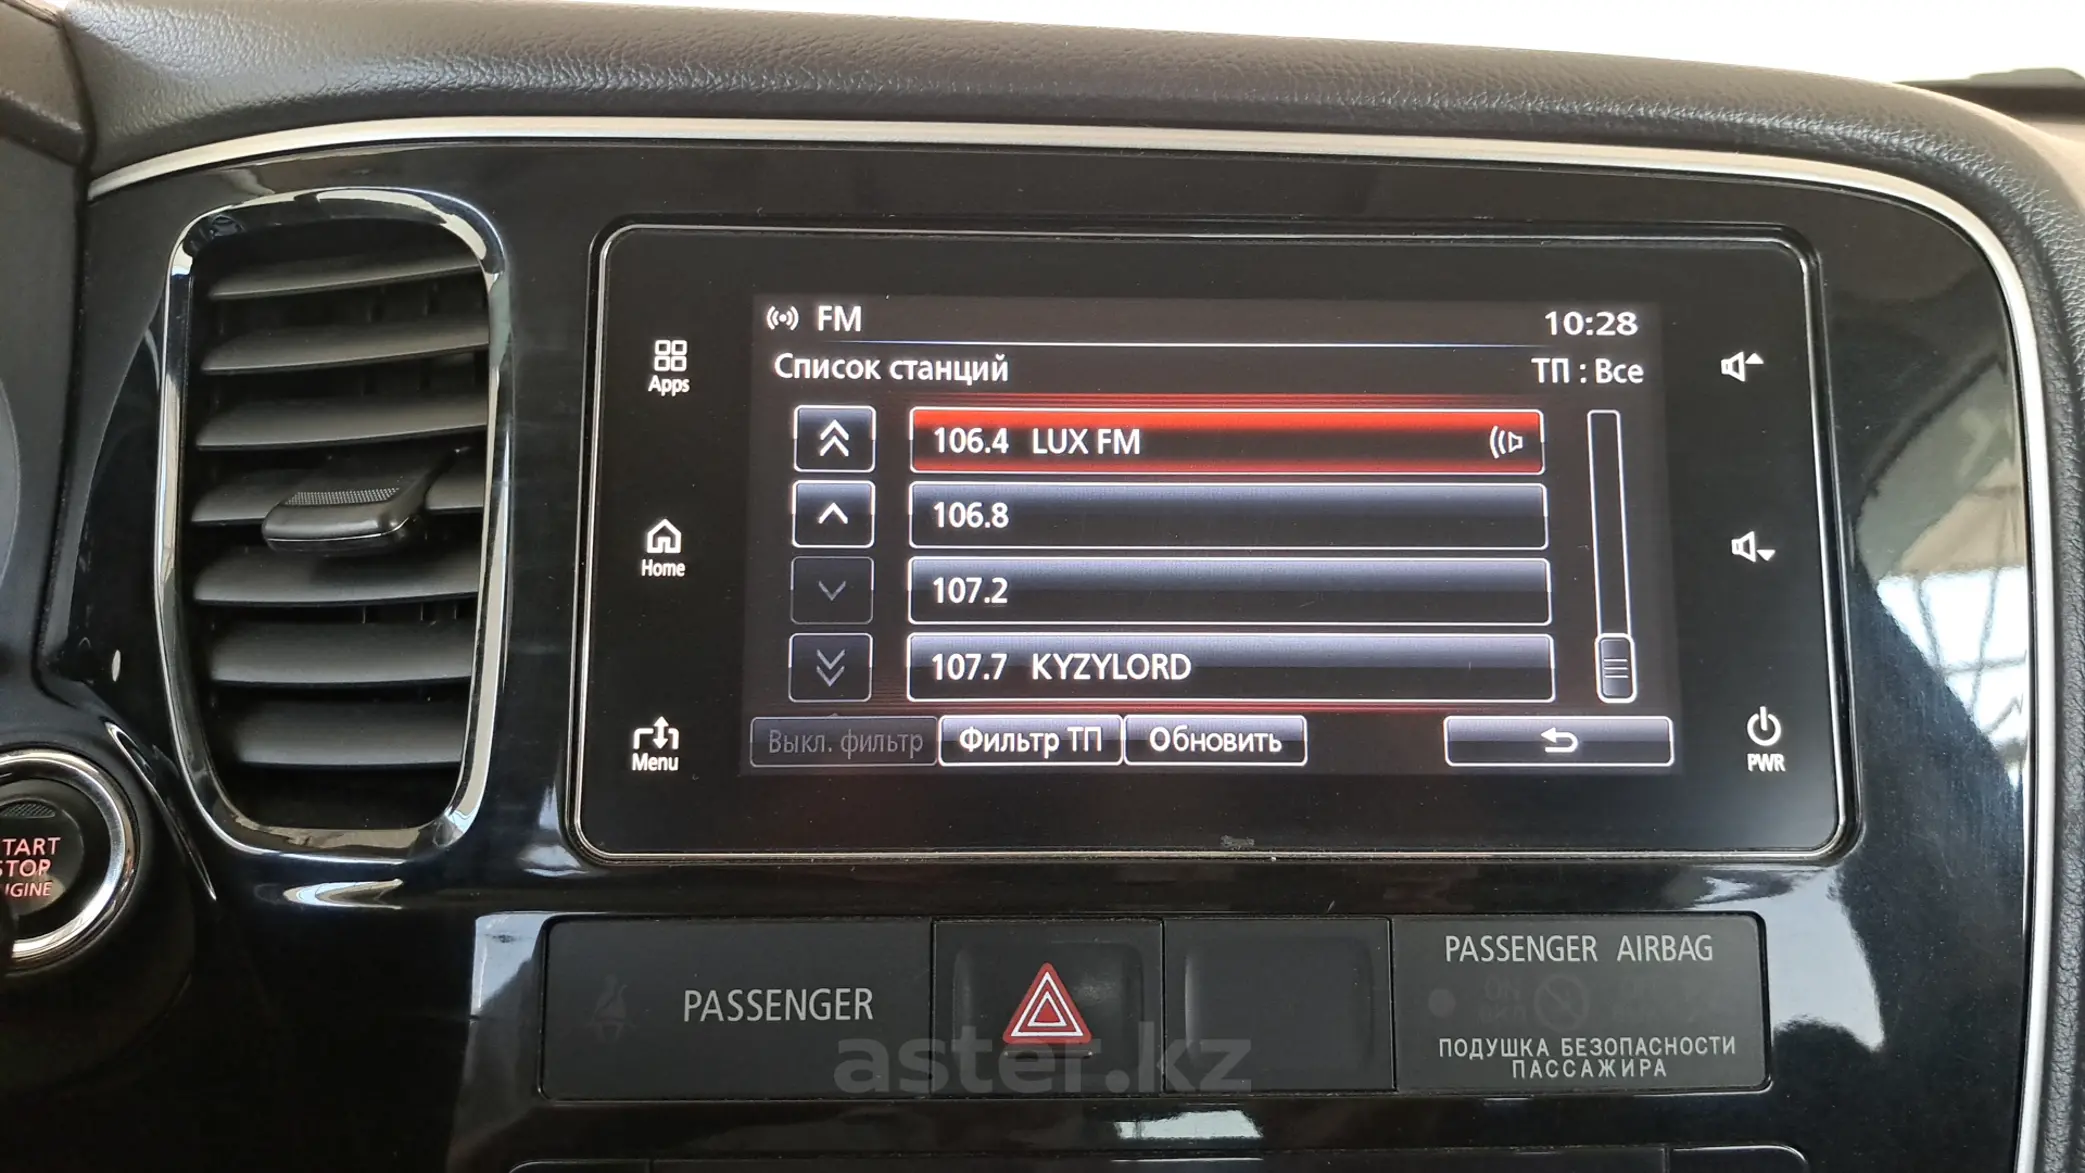 FM 10:28
Список станций ТП : Все
Apps
106.4 LUX FM
106.8
Home
107.2
107.7 KYZYLORD
Menu
Выкл. фильтр Фильтр ТП Обновить
PWR
TART
STOP
GINE
PASSENGER
PASSENGER AIRBAG
ПОДУШКА БЕЗОПАСНОСТИ
ПАССАЖИРА
aster.kz